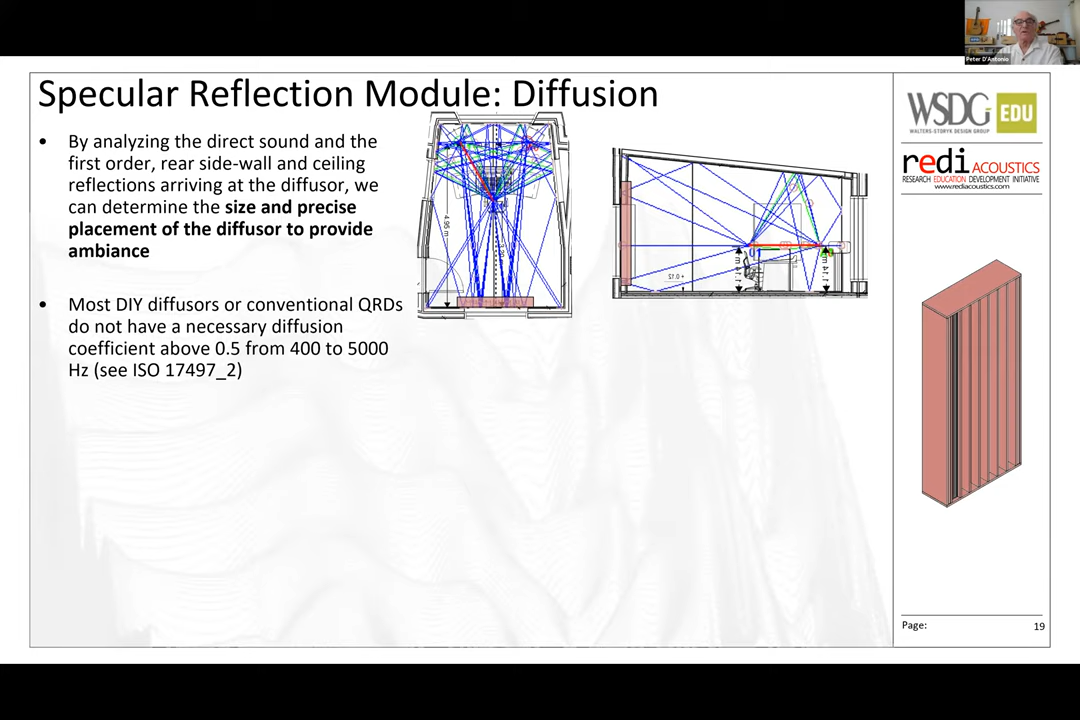 Peter D'Antonio
Specular Reflection Module: Diffusion
• By analyzing the direct sound and the
first order, rear side-wall and ceiling
reflections arriving at the diffusor, we
can determine the size and precise
placement of the diffusor to provide
ambiance
• Most DIY diffusors or conventional QRDs
do not have a necessary diffusion
coefficient above 0.5 from 400 to 5000
Hz (see ISO 17497_2)
4.95 m
WSDG EDU
WALTERS-STORYK DESIGN GROUP
redi ACOUSTICS
RESEARCH EDUCATION DEVELOPMENT INITIATIVE
www.rediacoustics.com
Page: 19